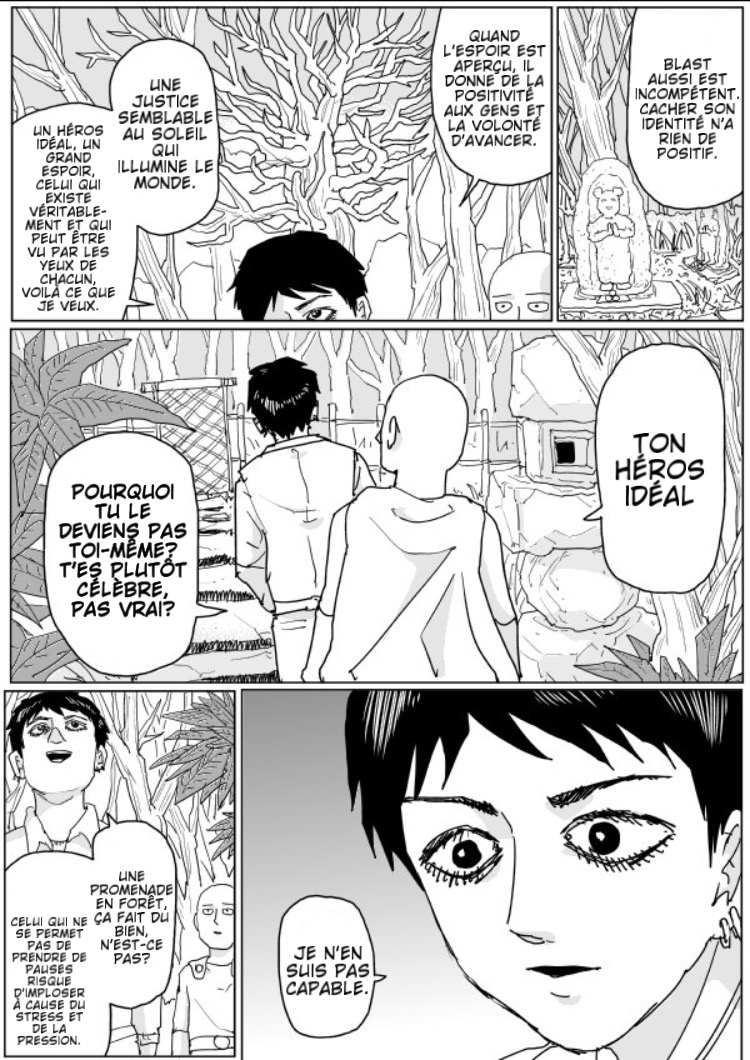 BLAST
AUSSI EST
INCOMPÉTENT.
CACHER SON
IDENTITÉ N'A
RIEN DE
POSITIF.
QUAND
L'ESPOIR EST
APERÇU, IL
DONNE DE LA
POSITIVITÉ
AUX GENS ET
LA VOLONTÉ
D'AVANCER.
UNE
JUSTICE
SEMBLABLE
AU SOLEIL
QUI
ILLUMINE LE
MONDE.
UN HÉROS
IDÉAL, UN
GRAND
ESPOIR,
CELUI QUI
EXISTE
VÉRITABLE-
MENT ET QUI
PEUT ÊTRE
VU PAR LES
YEUX DE
CHACUN,
VOILÀ CE QUE
JE VEUX.
TON
HÉROS
IDÉAL
POURQUOI
TU LE
DEVIENS PAS
TOI-MÊME?
T'ES PLUTÔT
CÉLÈBRE,
PAS VRAI?
JE N'EN
SUIS PAS
CAPABLE.
UNE
PROMENADE
EN FORÊT,
ÇA FAIT DU
BIEN,
N'EST-CE
PAS?
CELUI QUI NE
SE PERMET
PAS DE
PRENDRE DE
PAUSES
RISQUE
D'IMPLOSER
À CAUSE DU
STRESS ET
DE LA
PRESSION.